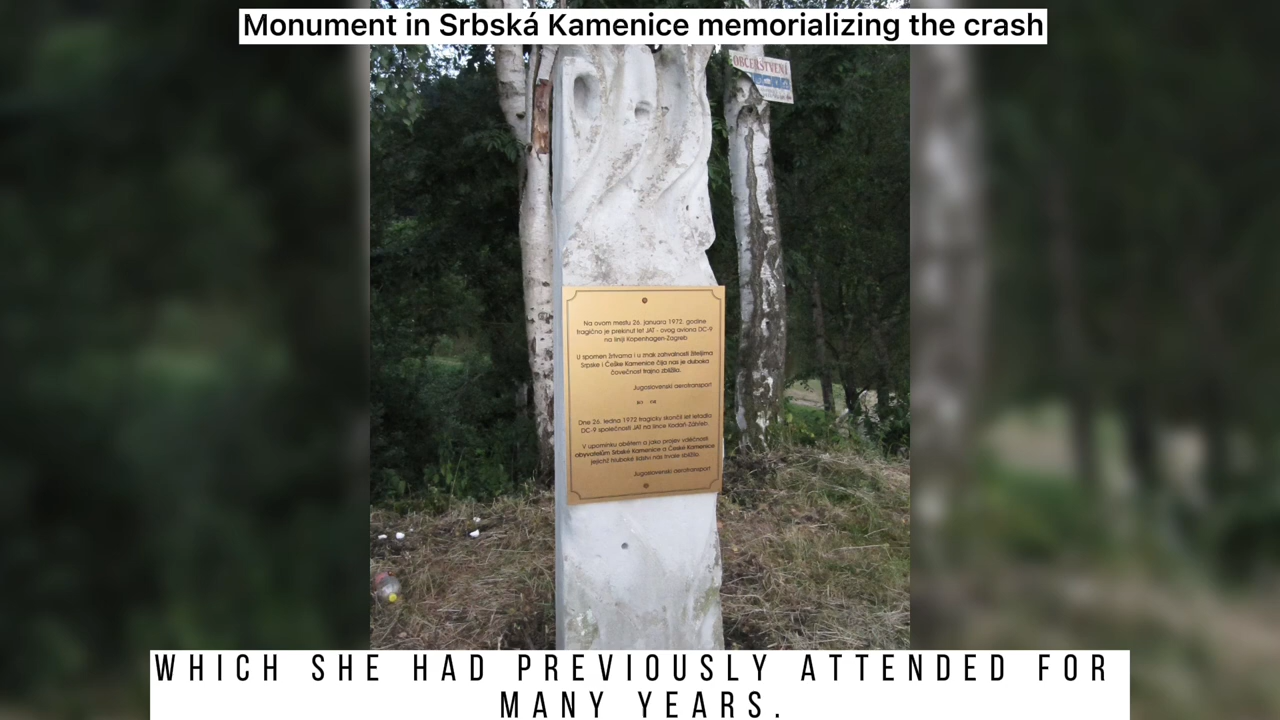 Monument in Srbská Kamenice memorializing the crash
OBČERSTVENÍ
Na ovom mestu 26. januara 1972. godine
tragično je prekinut let JAT - ovog aviona DC-9
na liniji Kopenhagen-Zagreb
U spomen žrtvama i u znak zahvalnosti žiteljima
Srpske i Češke Kamenice čija nas je duboka
čovečnost trajno zbližila.
Jugoslovenski aerotransport
Dne 26. ledna 1972 tragicky skončil let letadla
DC-9 společnosti JAT na lince Kodaň-Záhřeb.
V upomínku obětem a jako projev vděčnosti
obyvatelům Srbské Kamenice a České Kamenice
jejichž hluboké lidství nás trvale sblížilo.
Jugoslovenski aerotransport
WHICH SHE HAD PREVIOUSLY ATTENDED FOR
MANY YEARS.